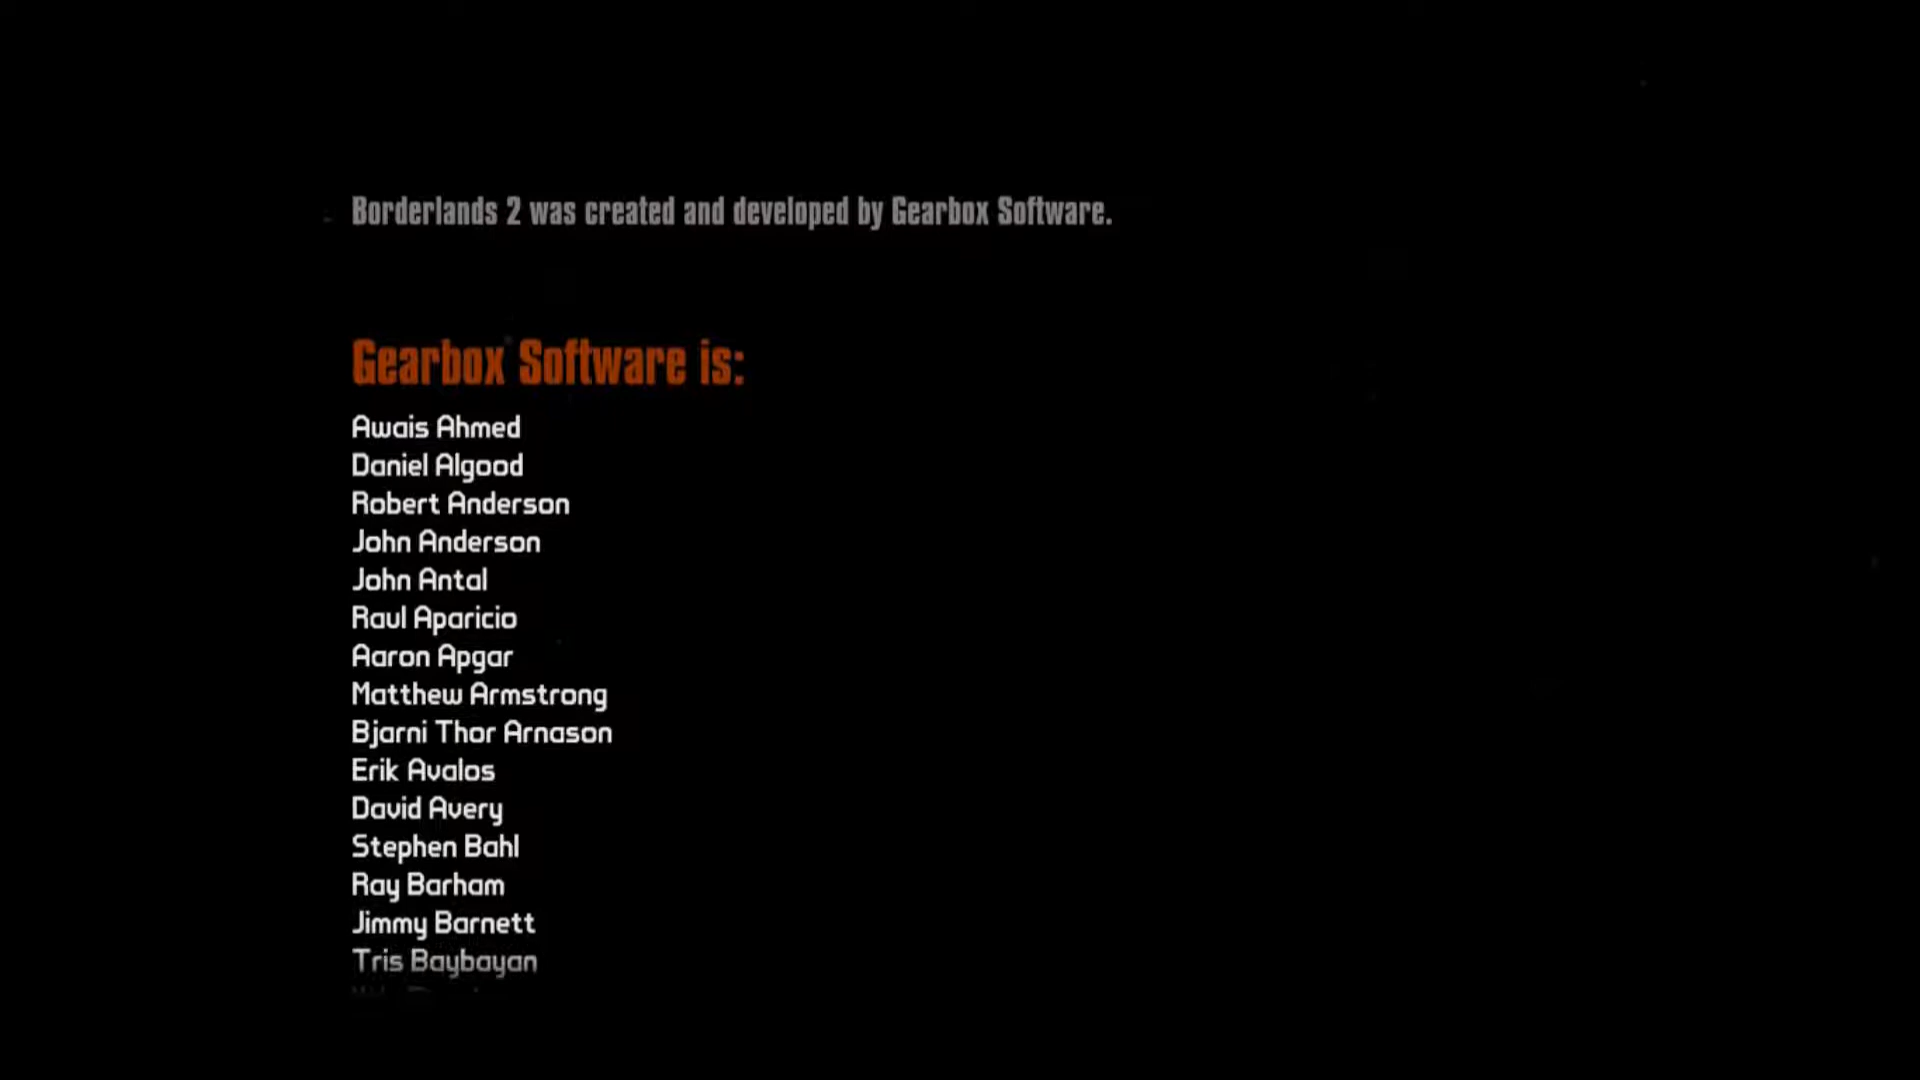 Borderlands 2 was created and developed by Gearbox Software.
Gearbox Software is:
Awais Ahmed
Daniel Algood
Robert Anderson
John Anderson
John Antal
Raul Aparicio
Aaron Apgar
Matthew Armstrong
Bjarni Thor Arnason
Erik Avalos
David Avery
Stephen Bahl
Ray Barham
Jimmy Barnett
Tris Baybayan